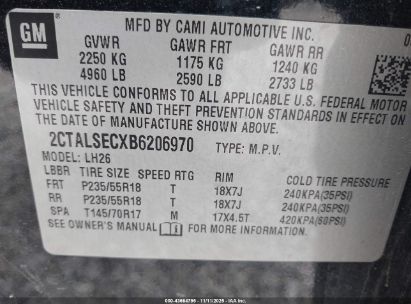 GM
MFD BY CAMI AUTOMOTIVE INC.
GVWR GAWR FRT GAWR RR
2250 KG 1175 KG 1240 KG
4960 LB 2590 LB 2733 LB
THIS VEHICLE CONFORMS TO ALL APPLICABLE U.S. FEDERAL MOTOR
VEHICLE SAFETY AND THEFT PREVENTION STANDARDS IN EFFECT ON
THE DATE OF MANUFACTURE SHOWN ABOVE.
2CTALSECXB6206970 TYPE: M.P.V.
MODEL: LH26
LBBR TIRE SIZE SPEED RTG RIM COLD TIRE PRESSURE
FRT P235/55R18 T 18X7J 240KPA(35PSI)
RR P235/55R18 T 18X7J 240KPA(35PSI)
SPA T145/70R17 M 17X4.5T 420KPA(60PSI)
SEE OWNER'S MANUAL FOR MORE INFORMATION.